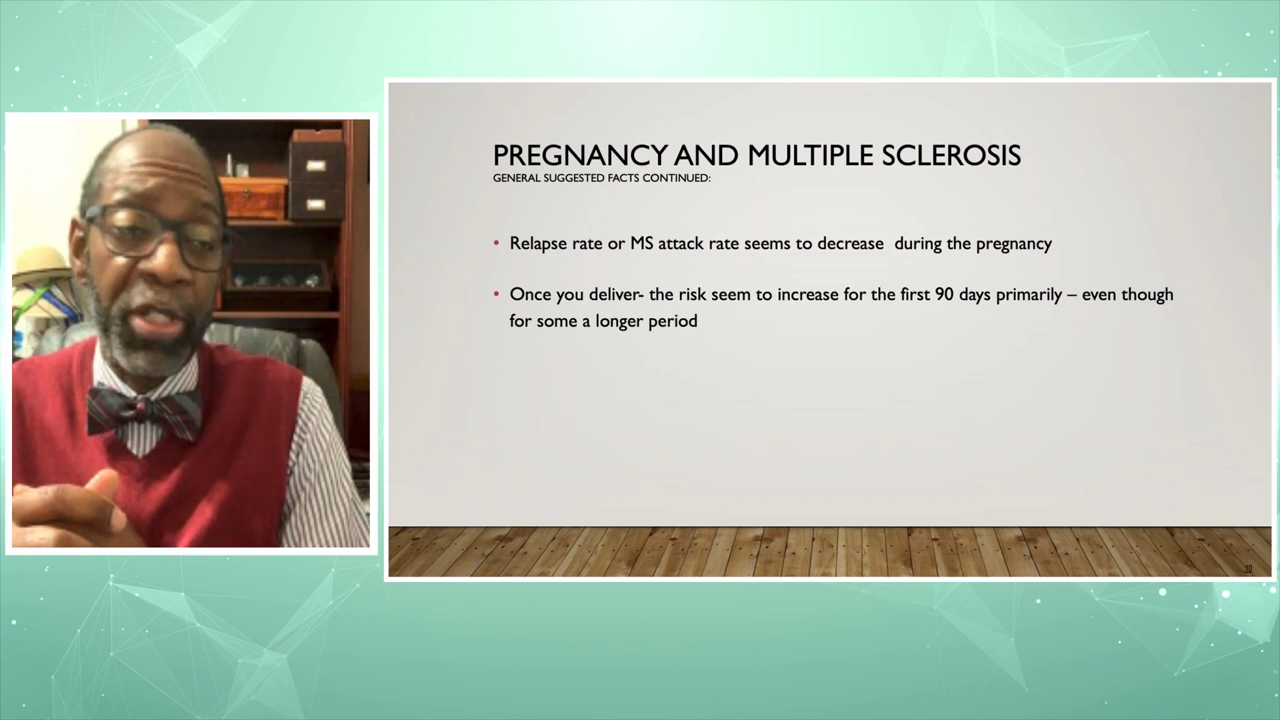 PREGNANCY AND MULTIPLE SCLEROSIS
GENERAL SUGGESTED FACTS CONTINUED:
• Relapse rate or MS attack rate seems to decrease  during the pregnancy
• Once you deliver- the risk seem to increase for the first 90 days primarily – even though
for some a longer period
10